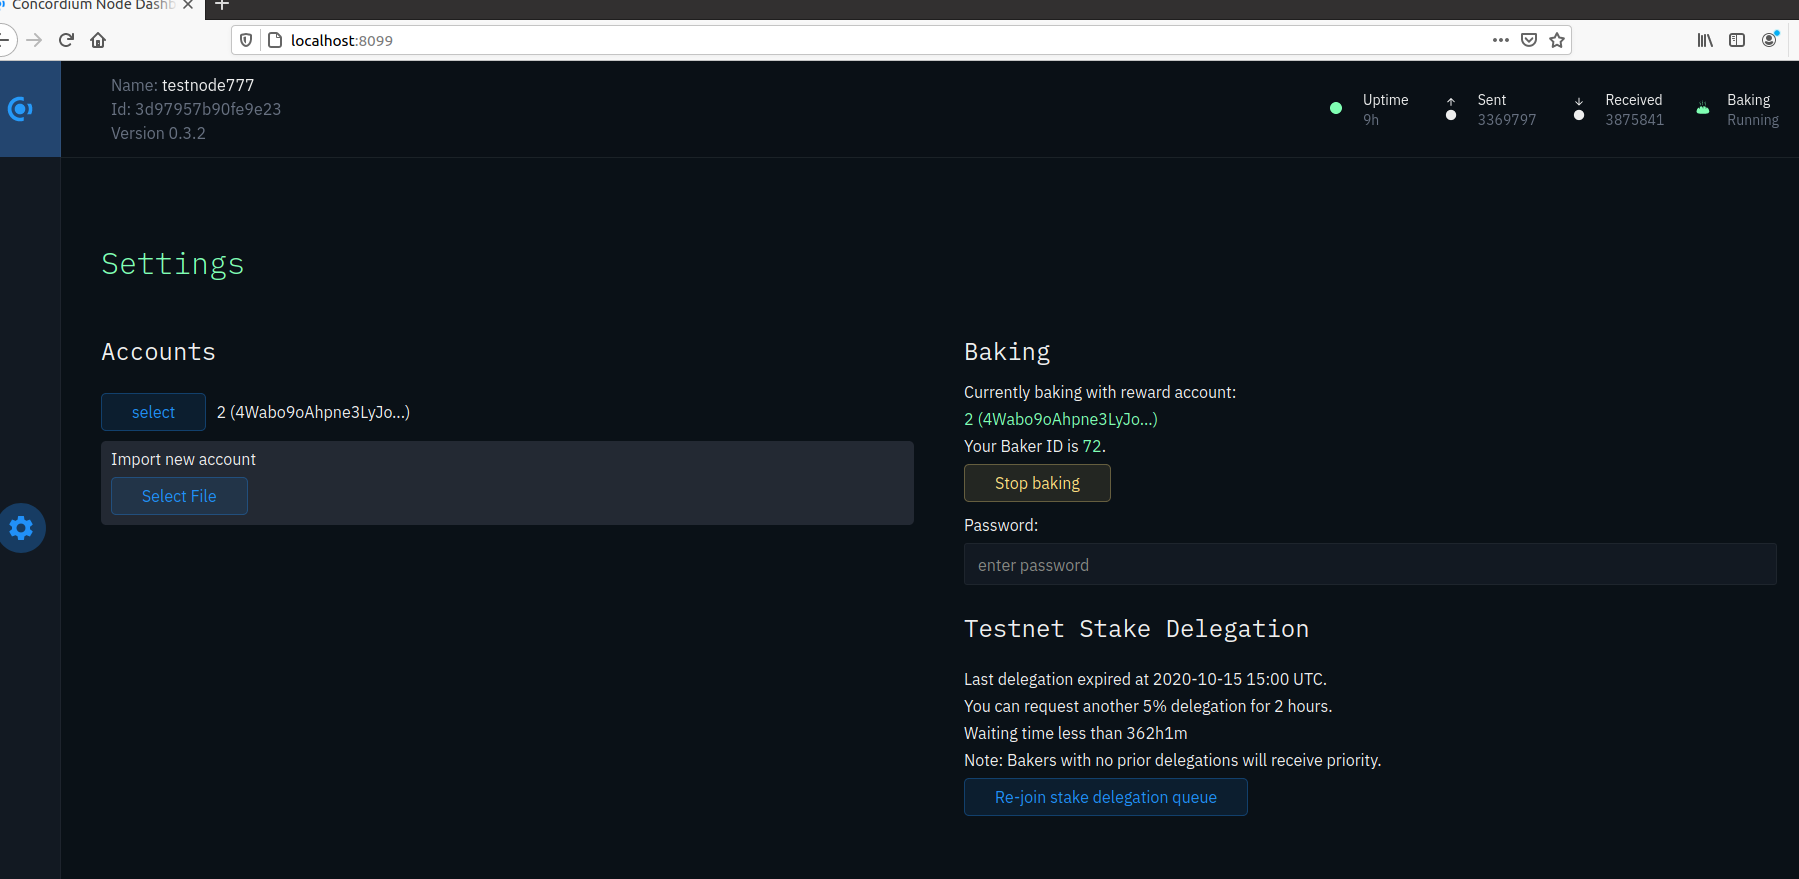 Concordium Node Dashb
localhost:8099
Name: testnode777
Id: 3d97957b90fe9e23
Version 0.3.2
Uptime
9h
Sent
3369797
Received
3875841
Baking
Running
Settings
Accounts
select 2 (4Wabo9oAhpne3LyJo...)
Import new account
Select File
Baking
Currently baking with reward account:
2 (4Wabo9oAhpne3LyJo...)
Your Baker ID is 72.
Stop baking
Password:
enter password
Testnet Stake Delegation
Last delegation expired at 2020-10-15 15:00 UTC.
You can request another 5% delegation for 2 hours.
Waiting time less than 362h1m
Note: Bakers with no prior delegations will receive priority.
Re-join stake delegation queue